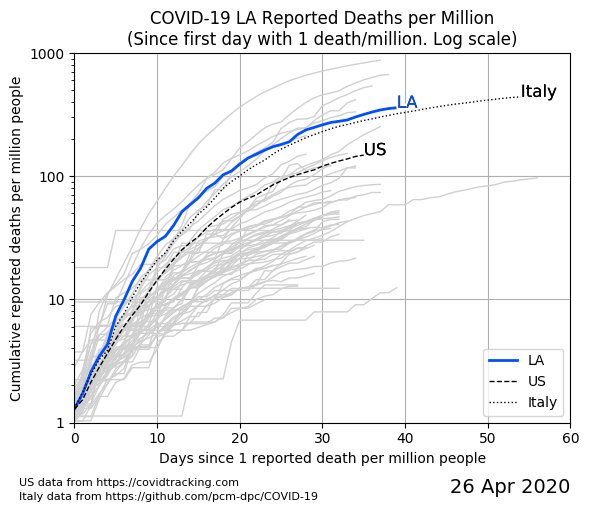 COVID-19 LA Reported Deaths per Million
(Since first day with 1 death/million. Log scale)
Cumulative reported deaths per million people
1000
100
10
1
LA
Italy
US
LA
US
Italy
0 10 20 30 40 50 60
Days since 1 reported death per million people
US data from https://covidtracking.com
Italy data from https://github.com/pcm-dpc/COVID-19
26 Apr 2020